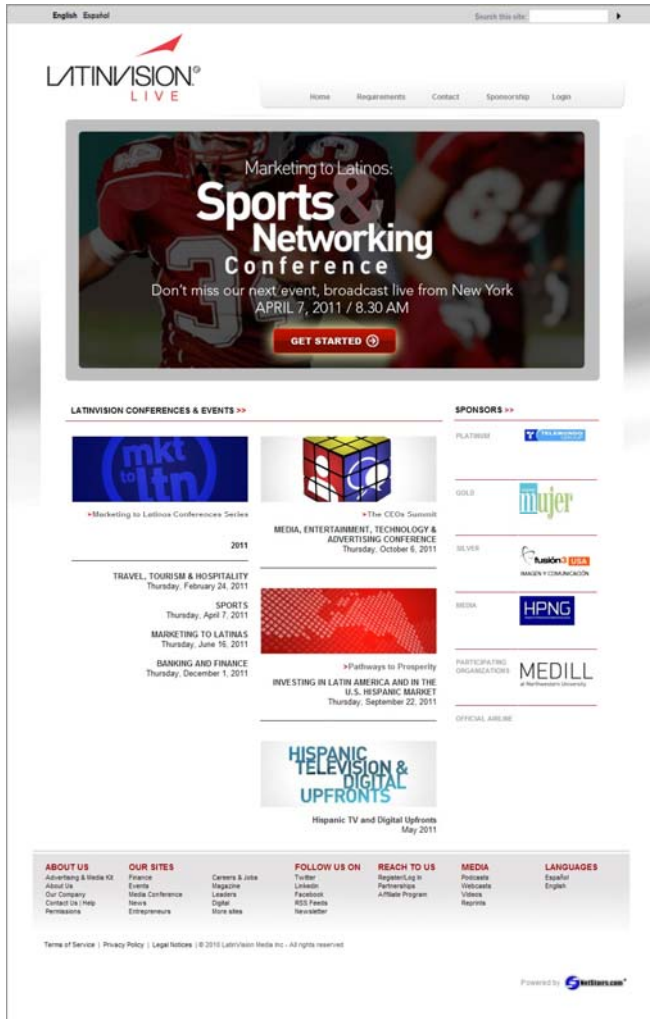 English Español
Search this site:
LATINVISION®
LIVE
Home Requirements Contact Sponsorship Login
Marketing to Latinos:
Sports &
Networking
Conference
Don't miss our next event, broadcast live from New York
APRIL 7, 2011 / 8.30 AM
GET STARTED
LATINVISION CONFERENCES & EVENTS >>
mkt
to ltn
>Marketing to Latinos Conferences Series
2011
TRAVEL, TOURISM & HOSPITALITY
Thursday, February 24, 2011
SPORTS
Thursday, April 7, 2011
MARKETING TO LATINAS
Thursday, June 16, 2011
BANKING AND FINANCE
Thursday, December 1, 2011
>The CEOs Summit
MEDIA, ENTERTAINMENT, TECHNOLOGY &
ADVERTISING CONFERENCE
Thursday, October 6, 2011
>Pathways to Prosperity
INVESTING IN LATIN AMERICA AND IN THE
U.S. HISPANIC MARKET
Thursday, September 22, 2011
HISPANIC
TELEVISION &
DIGITAL
UPFRONTS
Hispanic TV and Digital Upfronts
May 2011
SPONSORS >>
PLATINUM
TELEMUNDO
GOLD
mujer
SILVER
fusión3 USA
IMAGEN Y COMUNICACIÓN
MEDIA
HPNG
PARTICIPATING
ORGANIZATIONS
MEDILL
at Northwestern University
OFFICIAL AIRLINE
ABOUT US
Advertising & Media Kit
About Us
Our Company
Contact Us | Help
Permissions
OUR SITES
Finance
Events
Media Conference
News
Entrepreneurs
Careers & Jobs
Magazine
Leaders
Digital
More sites
FOLLOW US ON
Twitter
Linkedin
Facebook
RSS Feeds
Newsletter
REACH TO US
Register/Log In
Partnerships
Affiliate Program
MEDIA
Podcasts
Webcasts
Videos
Reprints
LANGUAGES
Español
English
Terms of Service | Privacy Policy | Legal Notices | © 2010 LatinVision Media Inc - All rights reserved
Powered by NetStairs.com